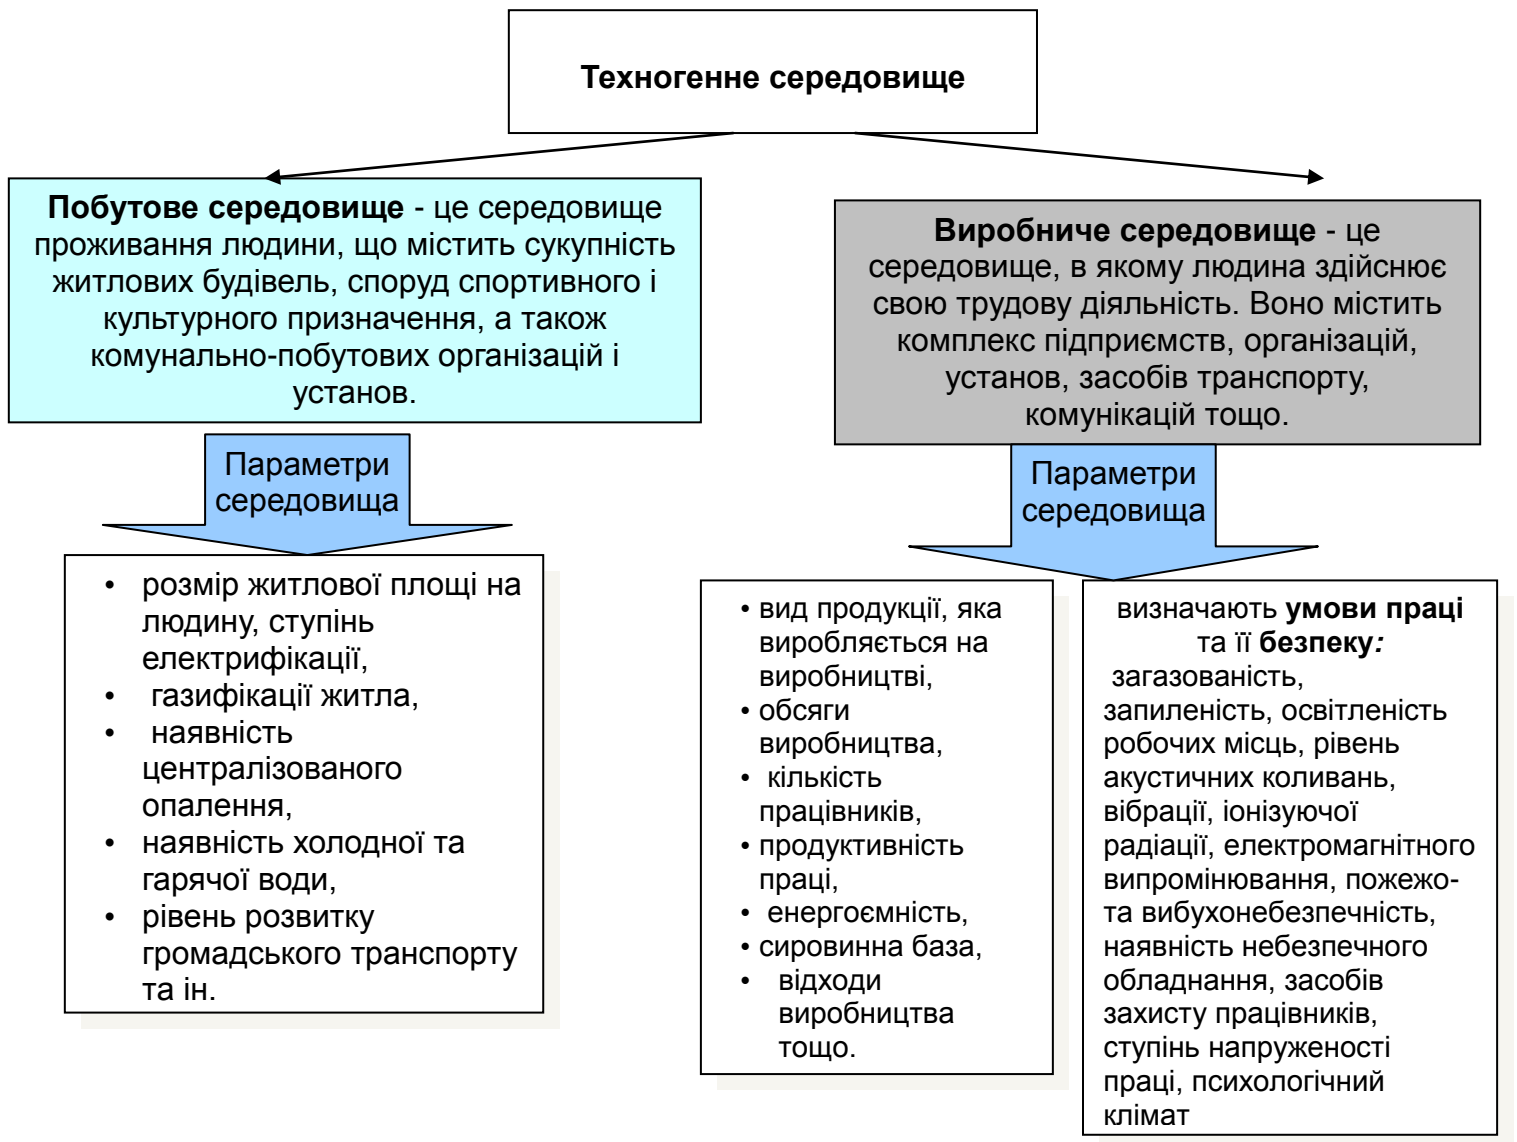 Техногенне середовище
Побутове середовище - це середовище
проживання людини, що містить сукупність
житлових будівель, споруд спортивного і
культурного призначення, а також
комунально-побутових організацій і
установ.
Виробниче середовище - це
середовище, в якому людина здійснює
свою трудову діяльність. Воно містить
комплекс підприємств, організацій,
установ, засобів транспорту,
комунікацій тощо.
Параметри
середовища
Параметри
середовища
• розмір житлової площі на
людину, ступінь
електрифікації,
• газифікації житла,
• наявність
централізованого
опалення,
• наявність холодної та
гарячої води,
• рівень розвитку
громадського транспорту
та ін.
• вид продукції, яка
виробляється на
виробництві,
• обсяги
виробництва,
• кількість
працівників,
• продуктивність
праці,
• енергоємність,
• сировинна база,
• відходи
виробництва
тощо.
визначають умови праці
та її безпеку:
загазованість,
запиленість, освітленість
робочих місць, рівень
акустичних коливань,
вібрації, іонізуючої
радіації, електромагнітного
випромінювання, пожежо-
та вибухонебезпечність,
наявність небезпечного
обладнання, засобів
захисту працівників,
ступінь напруженості
праці, психологічний
клімат